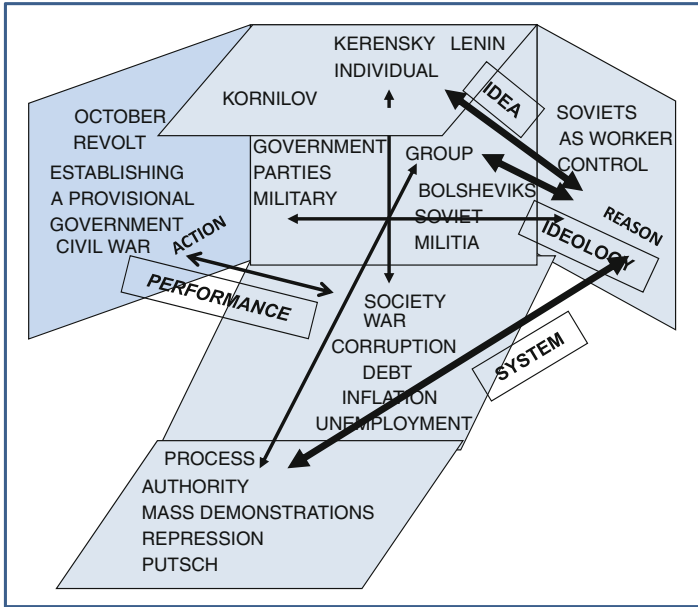 KERENSKY LENIN
INDIVIDUAL
KORNILOV
IDEA
OCTOBER
REVOLT
ESTABLISHING
A PROVISIONAL
GOVERNMENT
CIVIL WAR
ACTION
PERFORMANCE
GOVERNMENT
PARTIES
MILITARY
GROUP
BOLSHEVIKS
SOVIET
MILITIA
SOVIETS
AS WORKER
CONTROL
REASON
IDEOLOGY
SOCIETY
WAR
CORRUPTION
DEBT
INFLATION
UNEMPLOYMENT
SYSTEM
PROCESS
AUTHORITY
MASS DEMONSTRATIONS
REPRESSION
PUTSCH